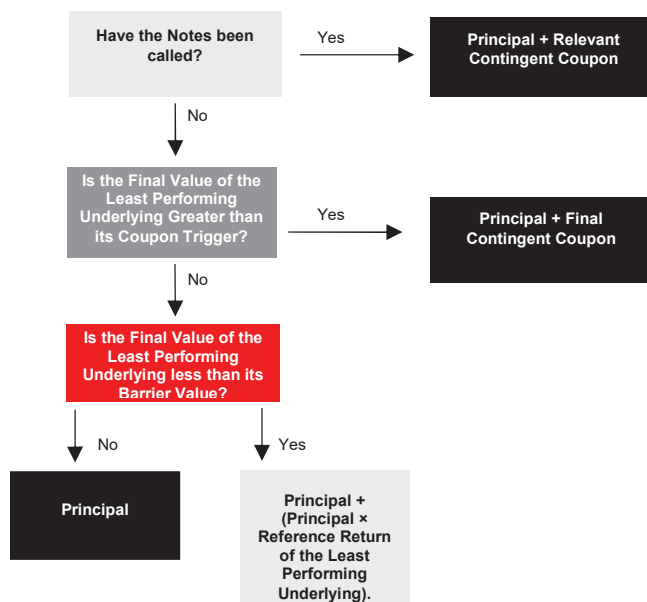 Have the Notes been
called?
Yes
Principal + Relevant
Contingent Coupon
No
Is the Final Value of the
Least Performing
Underlying Greater than
its Coupon Trigger?
Yes
Principal + Final
Contingent Coupon
No
Is the Final Value of the
Least Performing
Underlying less than its
Barrier Value?
No
Yes
Principal
Principal +
(Principal ×
Reference Return
of the Least
Performing
Underlying).